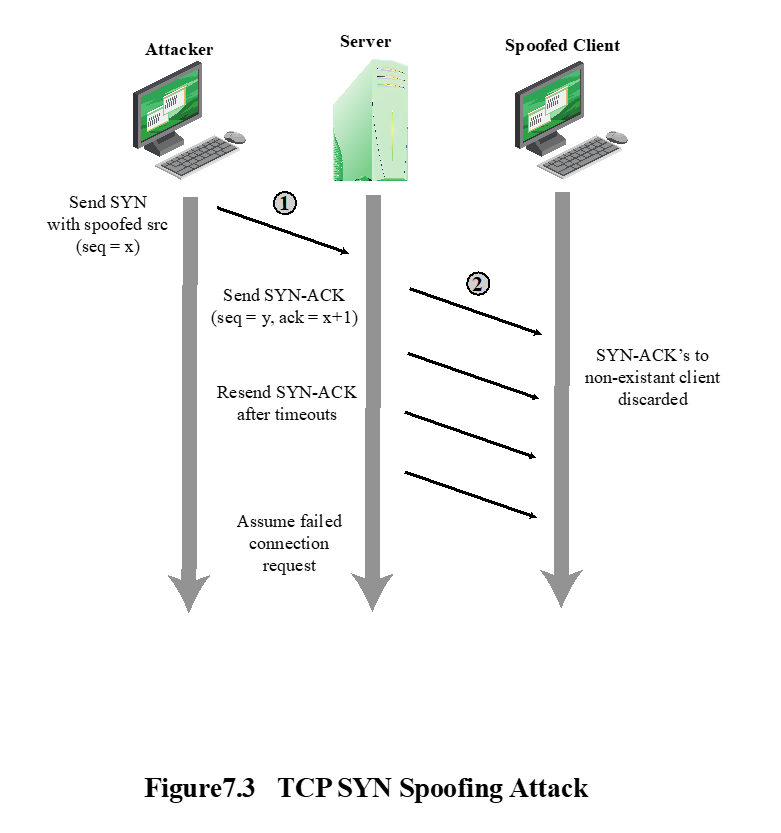 Attacker
Server
Spoofed Client
Send SYN
with spoofed src
(seq = x)
1
Send SYN-ACK
(seq = y, ack = x+1)
2
SYN-ACK’s to
non-existant client
discarded
Resend SYN-ACK
after timeouts
Assume failed
connection
request
Figure7.3 TCP SYN Spoofing Attack